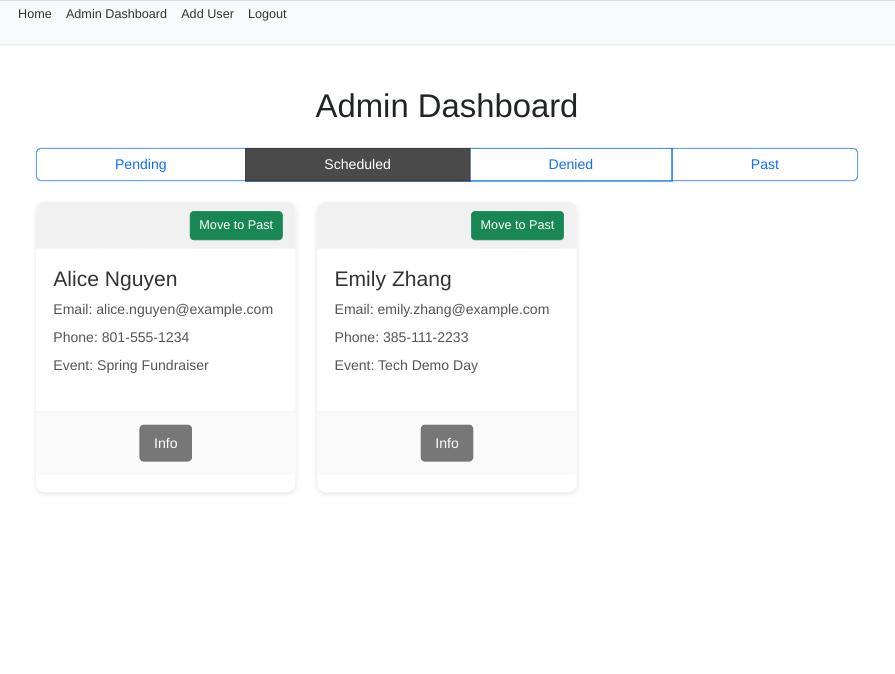 Home Admin Dashboard Add User Logout
Admin Dashboard
Pending Scheduled Denied Past
Move to Past
Alice Nguyen
Email: alice.nguyen@example.com
Phone: 801-555-1234
Event: Spring Fundraiser
Info
Move to Past
Emily Zhang
Email: emily.zhang@example.com
Phone: 385-111-2233
Event: Tech Demo Day
Info